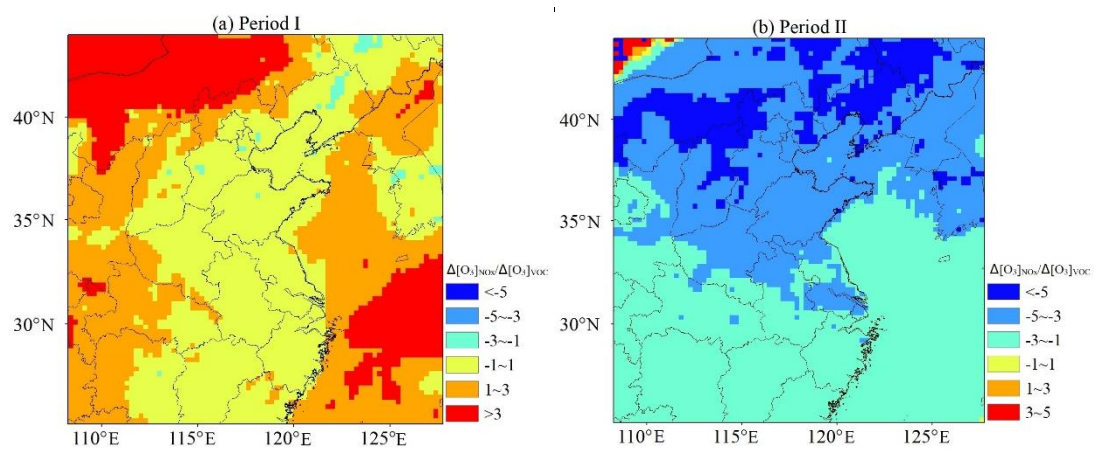 (a) Period I
40°N
35°N
30°N
110°E 115°E 120°E 125°E
Δ[O₃]NOx/Δ[O₃]VOC
<-5
-5~-3
-3~-1
-1~1
1~3
>3
(b) Period II
40°N
35°N
30°N
110°E 115°E 120°E 125°E
Δ[O₃]NOx/Δ[O₃]VOC
<-5
-5~-3
-3~-1
-1~1
1~3
3~5